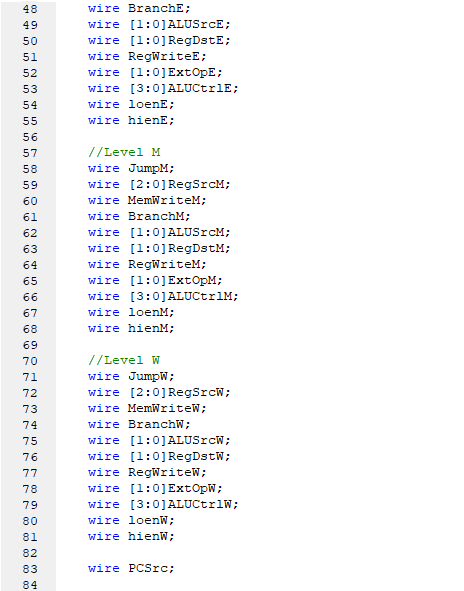 48 wire BranchE;
49 wire [1:0]ALUSrcE;
50 wire [1:0]RegDstE;
51 wire RegWriteE;
52 wire [1:0]ExtOpE;
53 wire [3:0]ALUCtrlE;
54 wire loenE;
55 wire hienE;
56
57 //Level M
58 wire JumpM;
59 wire [2:0]RegSrcM;
60 wire MemWriteM;
61 wire BranchM;
62 wire [1:0]ALUSrcM;
63 wire [1:0]RegDstM;
64 wire RegWriteM;
65 wire [1:0]ExtOpM;
66 wire [3:0]ALUCtrlM;
67 wire loenM;
68 wire hienM;
69
70 //Level W
71 wire JumpW;
72 wire [2:0]RegSrcW;
73 wire MemWriteW;
74 wire BranchW;
75 wire [1:0]ALUSrcW;
76 wire [1:0]RegDstW;
77 wire RegWriteW;
78 wire [1:0]ExtOpW;
79 wire [3:0]ALUCtrlW;
80 wire loenW;
81 wire hienW;
82
83 wire PCSrc;
84